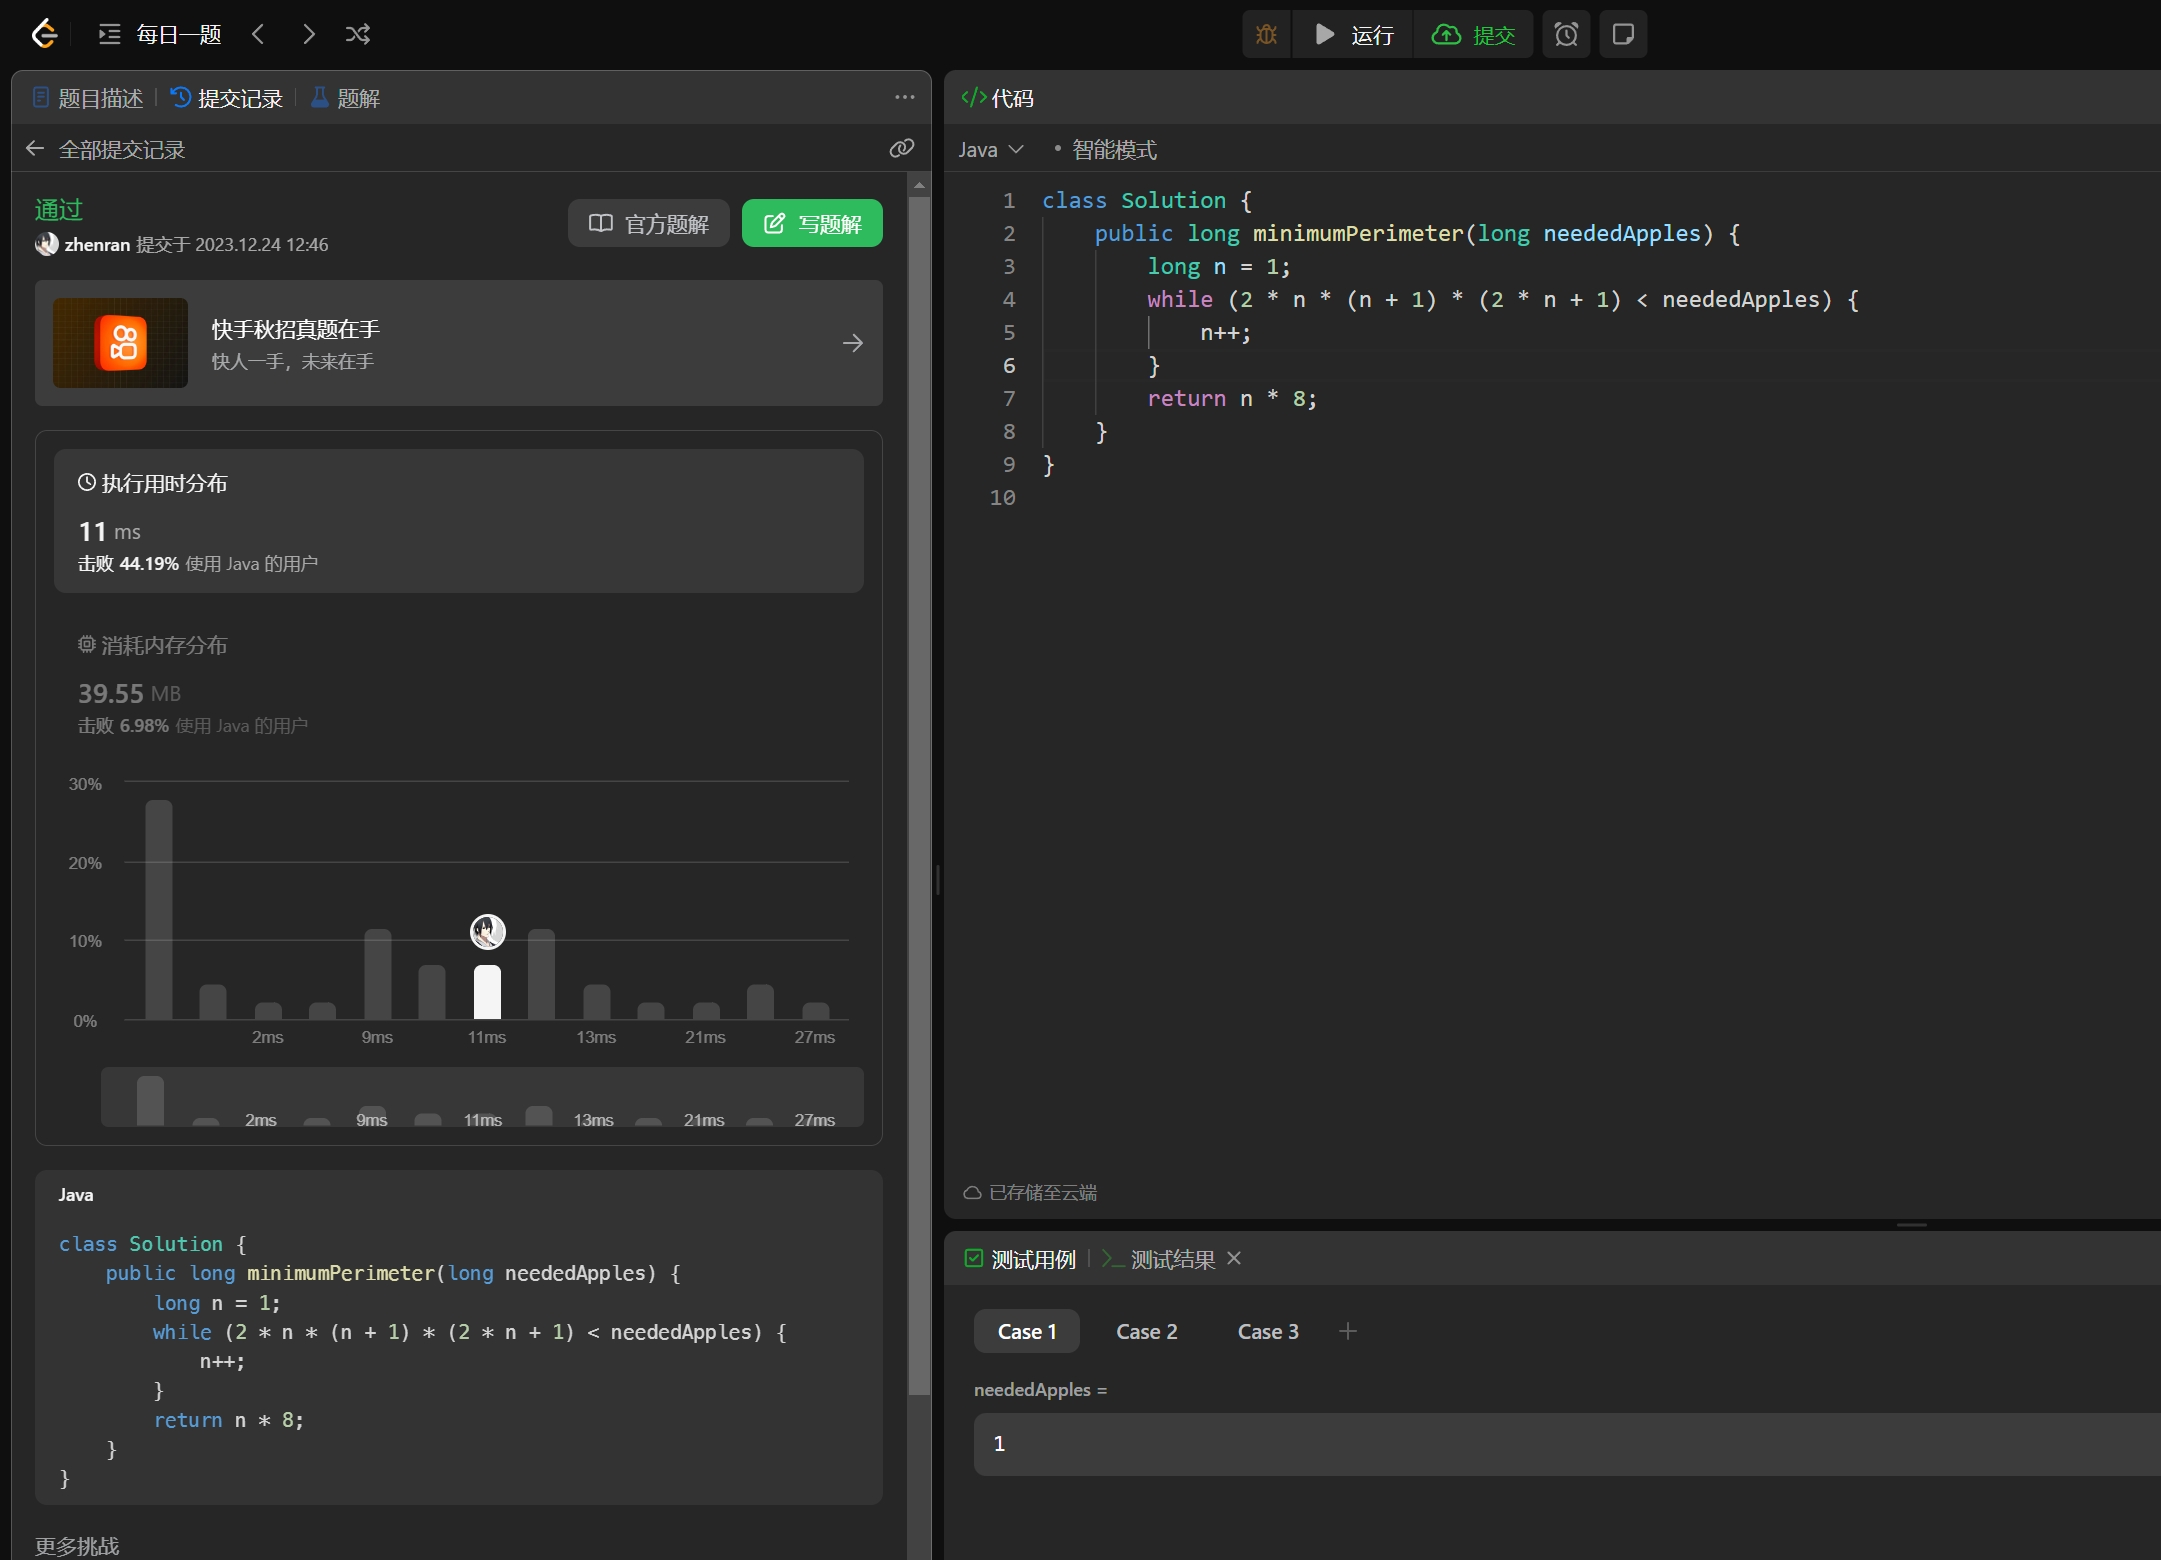 每日一题
运行
提交
题目描述
提交记录
题解
全部提交记录
通过
zhenran 提交于 2023.12.24 12:46
官方题解
写题解
快手秋招真题在手
快人一手，未来在手
执行用时分布
11 ms
击败 44.19% 使用 Java 的用户
消耗内存分布
39.55 MB
击败 6.98% 使用 Java 的用户
30%
20%
10%
0%
2ms 9ms 11ms 13ms 21ms 27ms
2ms 9ms 11ms 13ms 21ms 27ms
Java
class Solution {
    public long minimumPerimeter(long neededApples) {
        long n = 1;
        while (2 * n * (n + 1) * (2 * n + 1) < neededApples) {
            n++;
        }
        return n * 8;
    }
}
更多挑战
</> 代码
Java • 智能模式
1 class Solution {
2     public long minimumPerimeter(long neededApples) {
3         long n = 1;
4         while (2 * n * (n + 1) * (2 * n + 1) < neededApples) {
5             n++;
6         }
7         return n * 8;
8     }
9 }
10
已存储至云端
测试用例
测试结果
Case 1 Case 2 Case 3 +
neededApples =
1